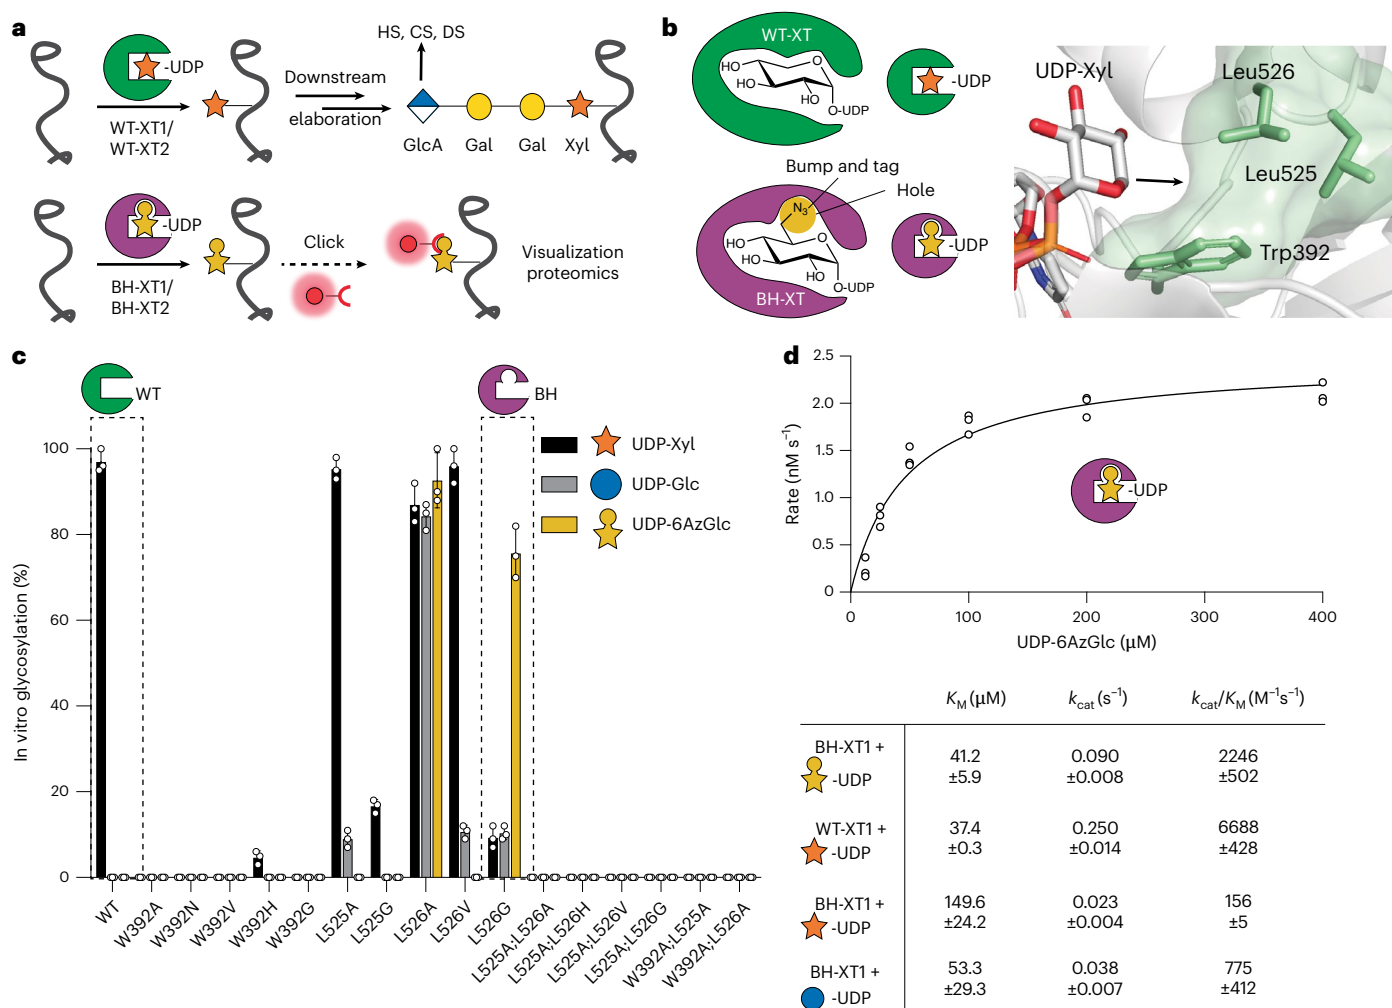 a
HS, CS, DS
-UDP
Downstream
elaboration
WT-XT1/
WT-XT2
GlcA
Gal
Gal
Xyl
-UDP
Click
BH-XT1/
BH-XT2
Visualization
proteomics
b
WT-XT
HO
O
HO
HO
O-UDP
-UDP
Bump and tag
Hole
N3
HO
O
HO
HO
O-UDP
BH-XT
-UDP
UDP-Xyl
Leu526
Leu525
Trp392
c
WT
BH
UDP-Xyl
UDP-Glc
UDP-6AzGlc
In vitro glycosylation (%)
100
80
60
40
20
0
WT
W392A
W392N
W392V
W392H
W392G
L525A
L525G
L526A
L526V
L526G
L525A;L526A
L525A;L526H
L525A;L526V
L525A;L526G
W392A;L525A
W392A;L526A
d
Rate (nM s⁻¹)
2.5
2.0
1.5
1.0
0.5
0
-UDP
0 100 200 300 400
UDP-6AzGlc (μM)
KM (μM) kcat (s⁻¹) kcat/KM (M⁻¹s⁻¹)
BH-XT1 + 41.2 0.090 2246
-UDP ±5.9 ±0.008 ±502
WT-XT1 + 37.4 0.250 6688
-UDP ±0.3 ±0.014 ±428
BH-XT1 + 149.6 0.023 156
-UDP ±24.2 ±0.004 ±5
BH-XT1 + 53.3 0.038 775
-UDP ±29.3 ±0.007 ±412